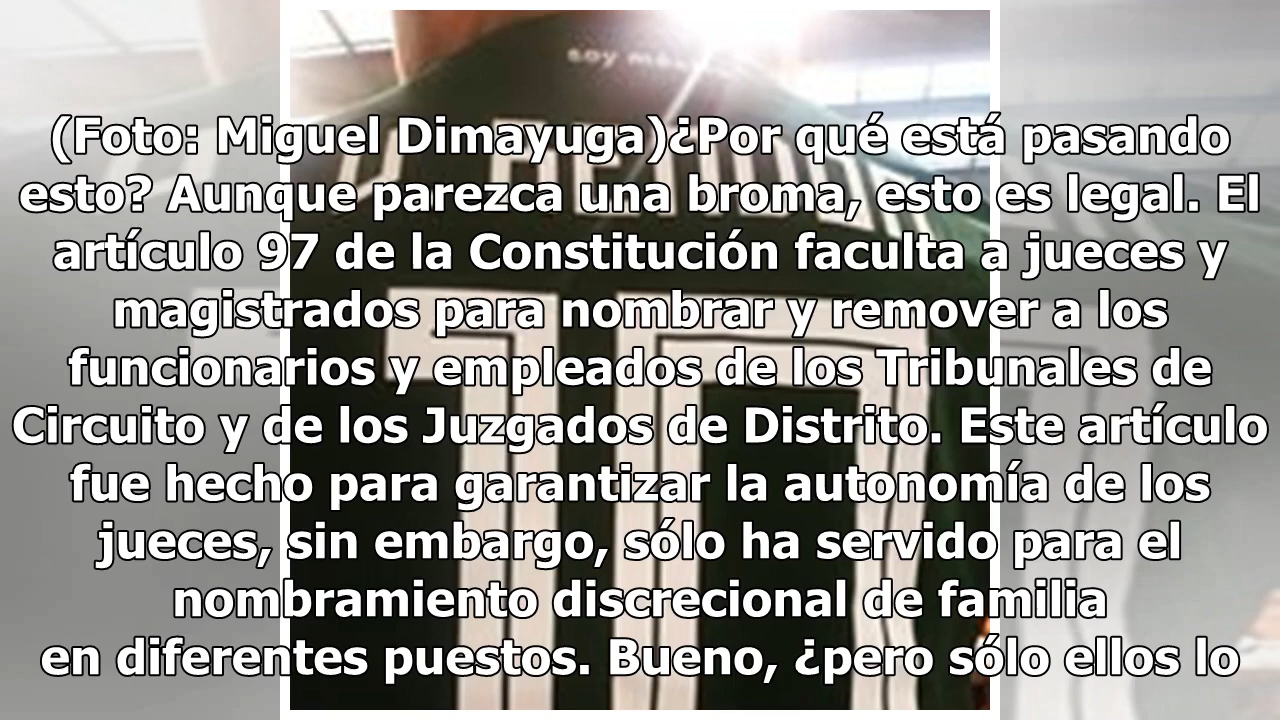 soy
(Foto: Miguel Dimayuga)¿Por qué está pasando
esto? Aunque parezca una broma, esto es legal. El
artículo 97 de la Constitución faculta a jueces y
magistrados para nombrar y remover a los
funcionarios y empleados de los Tribunales de
Circuito y de los Juzgados de Distrito. Este artículo
fue hecho para garantizar la autonomía de los
jueces, sin embargo, sólo ha servido para el
nombramiento discrecional de familia
en diferentes puestos. Bueno, ¿pero sólo ellos lo
10